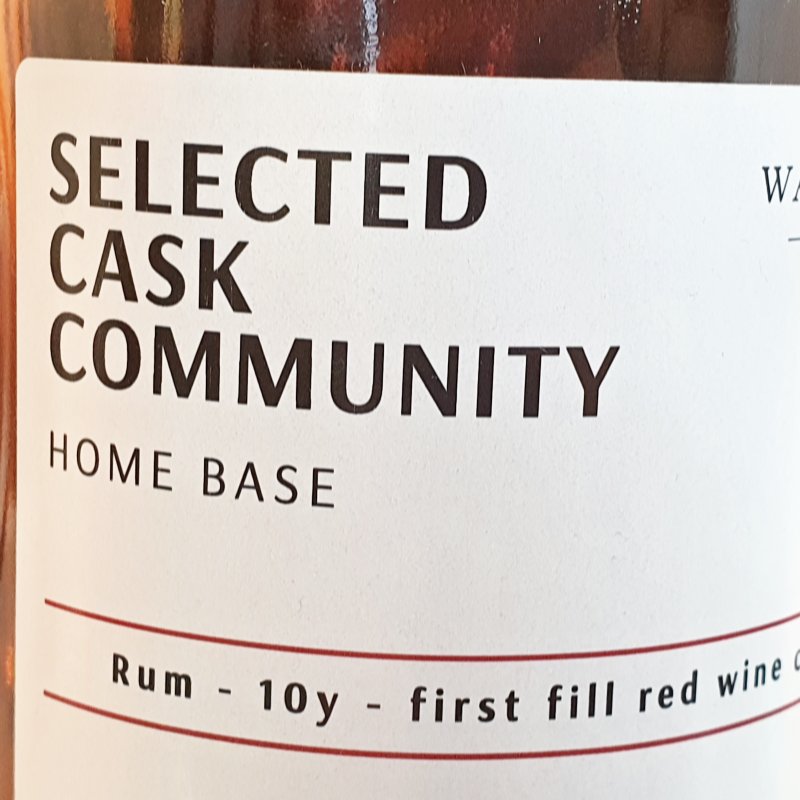 SELECTED
CASK
COMMUNITY
HOME BASE
Rum - 10y - first fill red wine